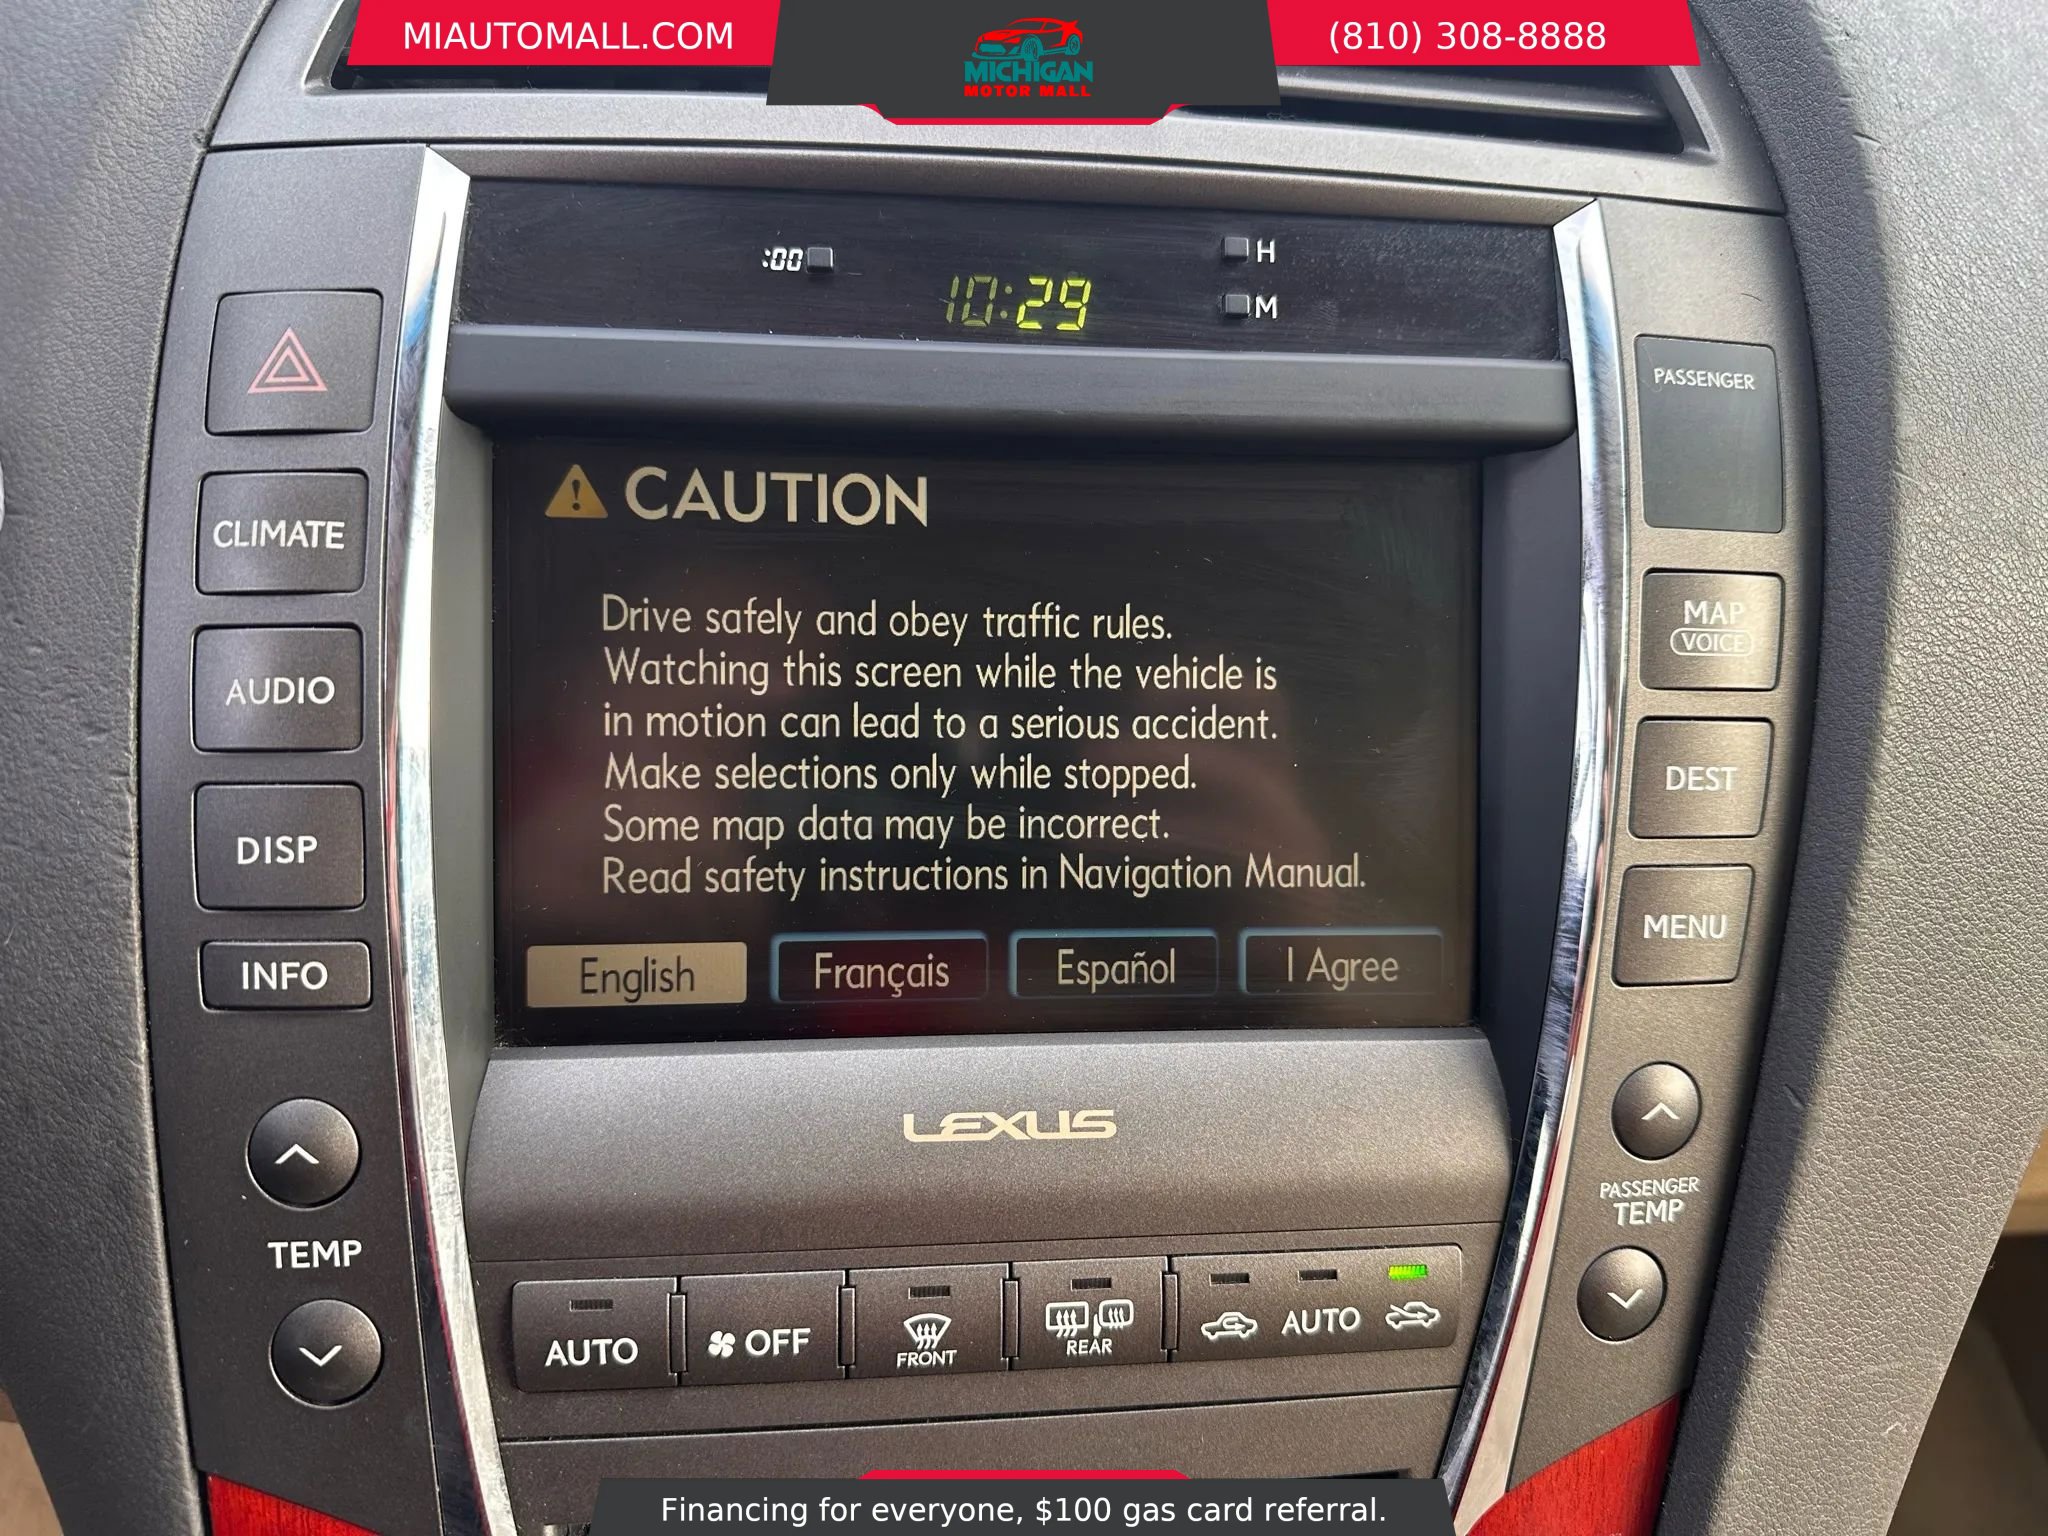 MIAUTOMALL.COM
MICHIGAN
MOTOR MALL
(810) 308-8888
:00
10:29
H
M
PASSENGER
CLIMATE
AUDIO
DISP
INFO
TEMP
CAUTION
Drive safely and obey traffic rules.
Watching this screen while the vehicle is
in motion can lead to a serious accident.
Make selections only while stopped.
Some map data may be incorrect.
Read safety instructions in Navigation Manual.
English
Français
Español
I Agree
MAP
VOICE
DEST
MENU
PASSENGER
TEMP
LEXUS
AUTO
OFF
FRONT
REAR
AUTO
Financing for everyone, $100 gas card referral.